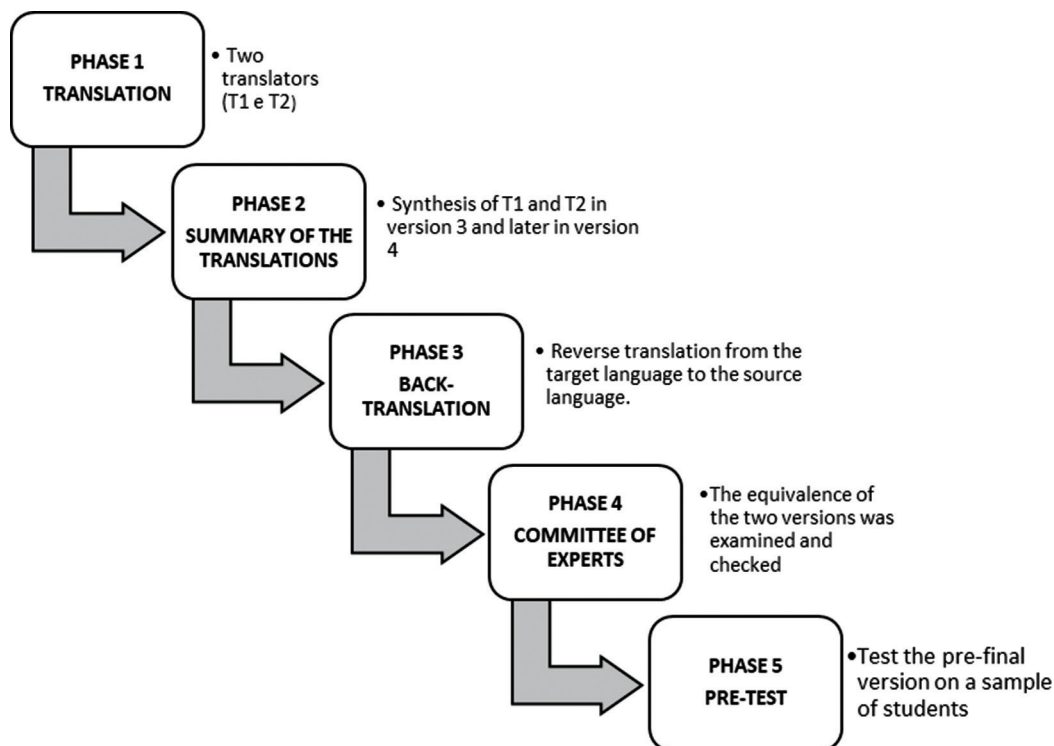 PHASE 1
TRANSLATION
• Two
translators
(T1 e T2)
PHASE 2
SUMMARY OF THE
TRANSLATIONS
• Synthesis of T1 and T2 in
version 3 and later in version
4
PHASE 3
BACK-
TRANSLATION
• Reverse translation from the
target language to the source
language.
PHASE 4
COMMITTEE OF
EXPERTS
•The equivalence of
the two versions was
examined and
checked
PHASE 5
PRE-TEST
•Test the pre-final
version on a sample
of students